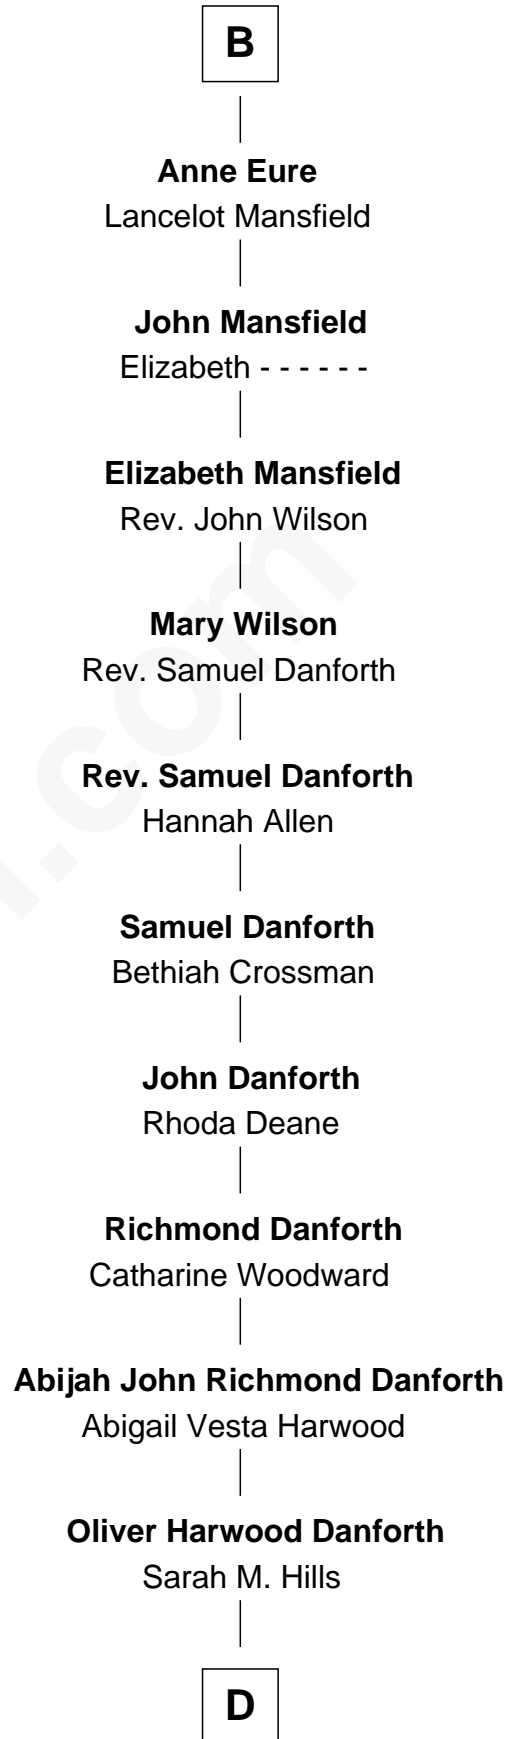 B
Anne Eure
Lancelot Mansfield
John Mansfield
Elizabeth - - - - - -
Elizabeth Mansfield
Rev. John Wilson
Mary Wilson
Rev. Samuel Danforth
Rev. Samuel Danforth
Hannah Allen
Samuel Danforth
Bethiah Crossman
John Danforth
Rhoda Deane
Richmond Danforth
Catharine Woodward
Abijah John Richmond Danforth
Abigail Vesta Harwood
Oliver Harwood Danforth
Sarah M. Hills
D